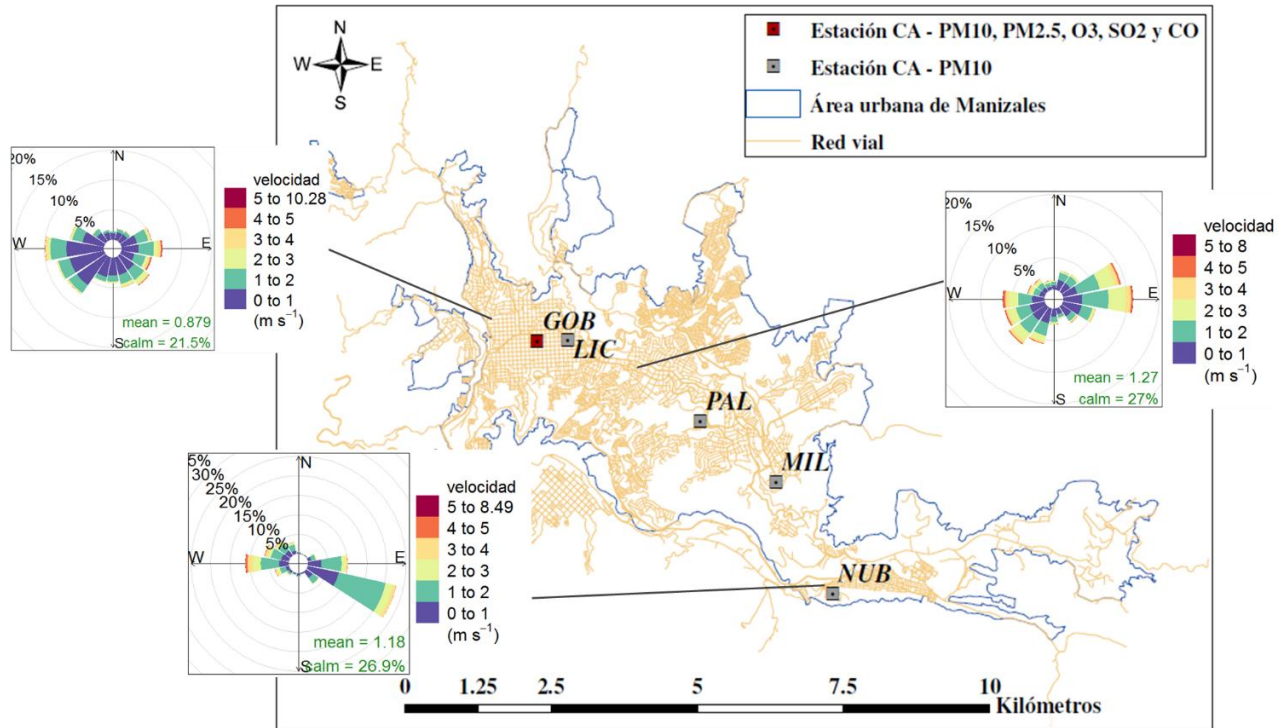 N
W E
S
Estación CA - PM10, PM2.5, O3, SO2 y CO
Estación CA - PM10
Área urbana de Manizales
Red vial
20%
15%
10%
5%
N
W E
S
mean = 0.879
calm = 21.5%
velocidad
5 to 10.28
4 to 5
3 to 4
2 to 3
1 to 2
0 to 1
(m s⁻¹)
20%
15%
10%
5%
N
W E
S
mean = 1.27
calm = 27%
velocidad
5 to 8
4 to 5
3 to 4
2 to 3
1 to 2
0 to 1
(m s⁻¹)
GOB
LIC
PAL
MIL
NUB
5%
30%
25%
20%
15%
10%
5%
N
W E
S
mean = 1.18
calm = 26.9%
velocidad
5 to 8.49
4 to 5
3 to 4
2 to 3
1 to 2
0 to 1
(m s⁻¹)
0 1.25 2.5 5 7.5 10
Kilómetros